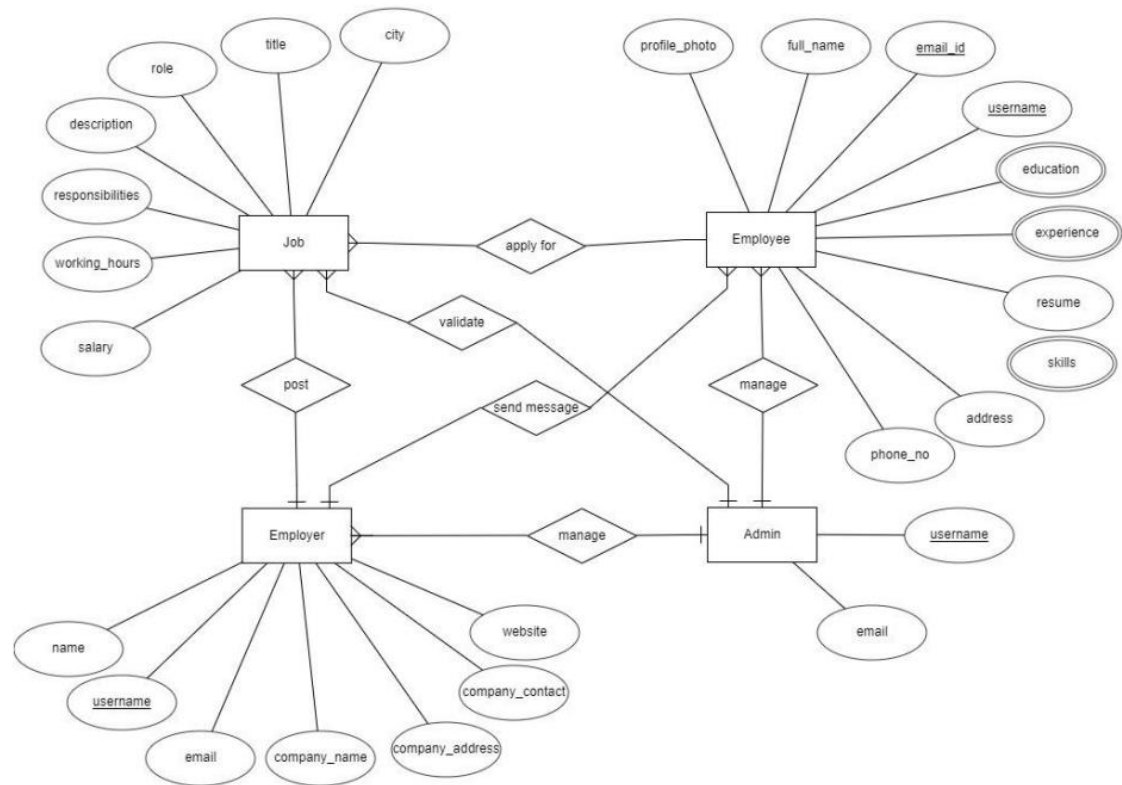 city
title
role
description
responsibilities
working_hours
salary
Job
profile_photo
full_name
email_id
username
education
experience
resume
skills
address
phone_no
Employee
apply for
validate
post
send message
manage
Employer
manage
Admin
username
email
name
username
email
company_name
company_address
company_contact
website